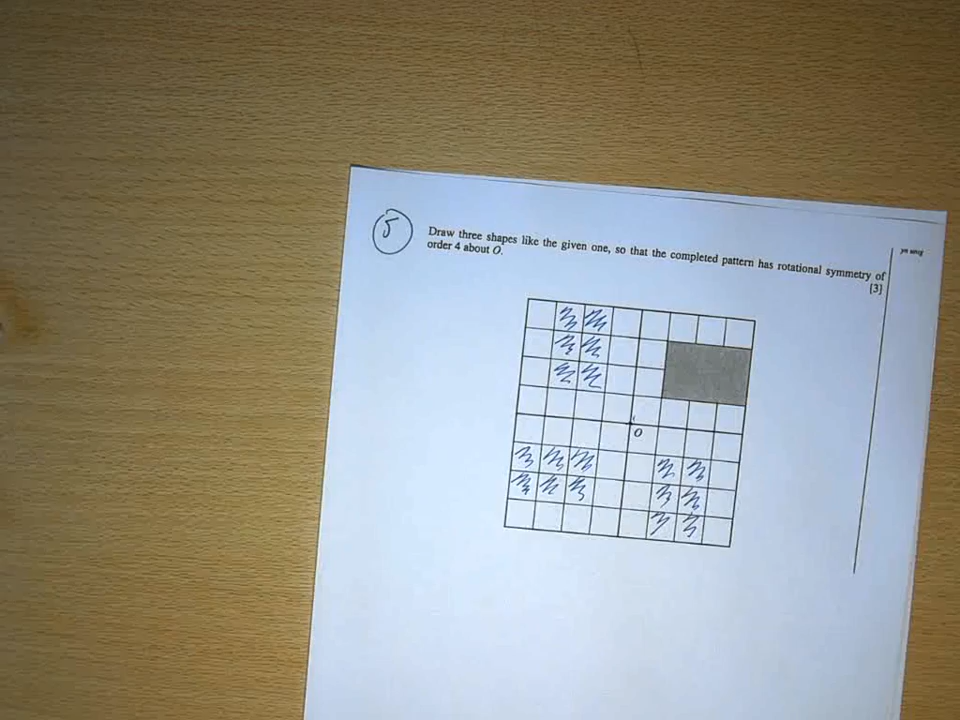 5
Draw three shapes like the given one, so that the completed pattern has rotational symmetry of
order 4 about O.
[3]
O